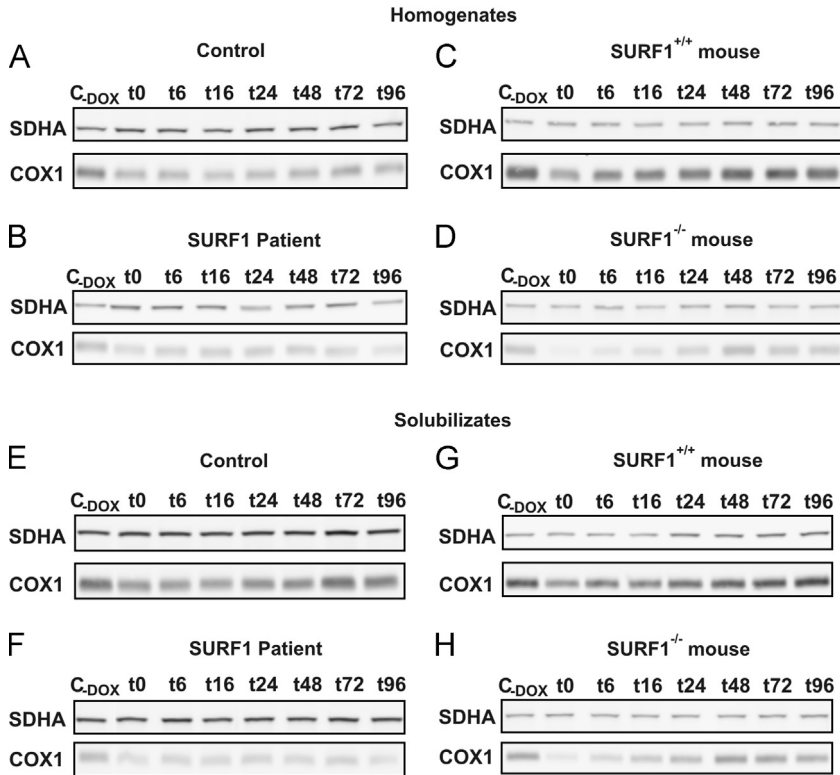 Homogenates
A
Control
C-DOX t0 t6 t16 t24 t48 t72 t96
SDHA
COX1
B
SURF1 Patient
C-DOX t0 t6 t16 t24 t48 t72 t96
SDHA
COX1
C
SURF1+/+ mouse
C-DOX t0 t6 t16 t24 t48 t72 t96
SDHA
COX1
D
SURF1-/- mouse
C-DOX t0 t6 t16 t24 t48 t72 t96
SDHA
COX1
Solubilizates
E
Control
C-DOX t0 t6 t16 t24 t48 t72 t96
SDHA
COX1
F
SURF1 Patient
C-DOX t0 t6 t16 t24 t48 t72 t96
SDHA
COX1
G
SURF1+/+ mouse
C-DOX t0 t6 t16 t24 t48 t72 t96
SDHA
COX1
H
SURF1-/- mouse
C-DOX t0 t6 t16 t24 t48 t72 t96
SDHA
COX1